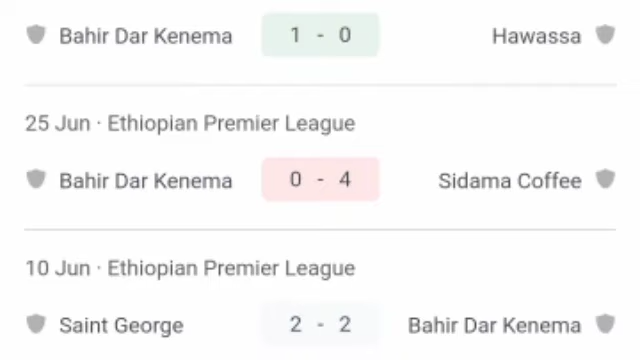 Bahir Dar Kenema 1 - 0 Hawassa
25 Jun · Ethiopian Premier League
Bahir Dar Kenema 0 - 4 Sidama Coffee
10 Jun · Ethiopian Premier League
Saint George 2 - 2 Bahir Dar Kenema